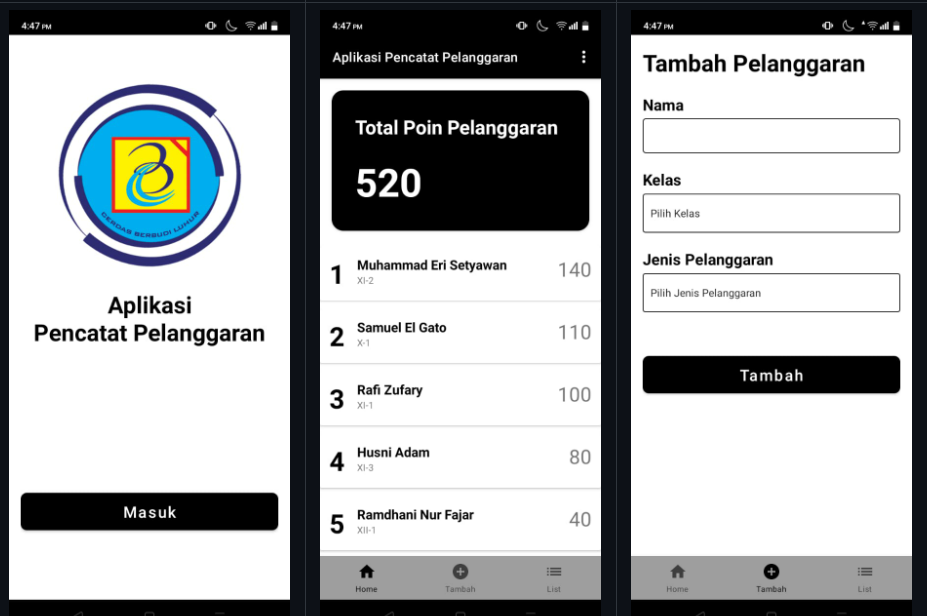 4:47 PM
CERDAS BERBUDI LUHUR
Aplikasi
Pencatat Pelanggaran
Masuk
4:47 PM
Aplikasi Pencatat Pelanggaran
Total Poin Pelanggaran
520
1 Muhammad Eri Setyawan 140
XI-2
2 Samuel El Gato 110
X-1
3 Rafi Zufary 100
XI-1
4 Husni Adam 80
XI-3
5 Ramdhani Nur Fajar 40
XII-1
Home Tambah List
4:47 PM
Tambah Pelanggaran
Nama
Kelas
Pilih Kelas
Jenis Pelanggaran
Pilih Jenis Pelanggaran
Tambah
Home Tambah List